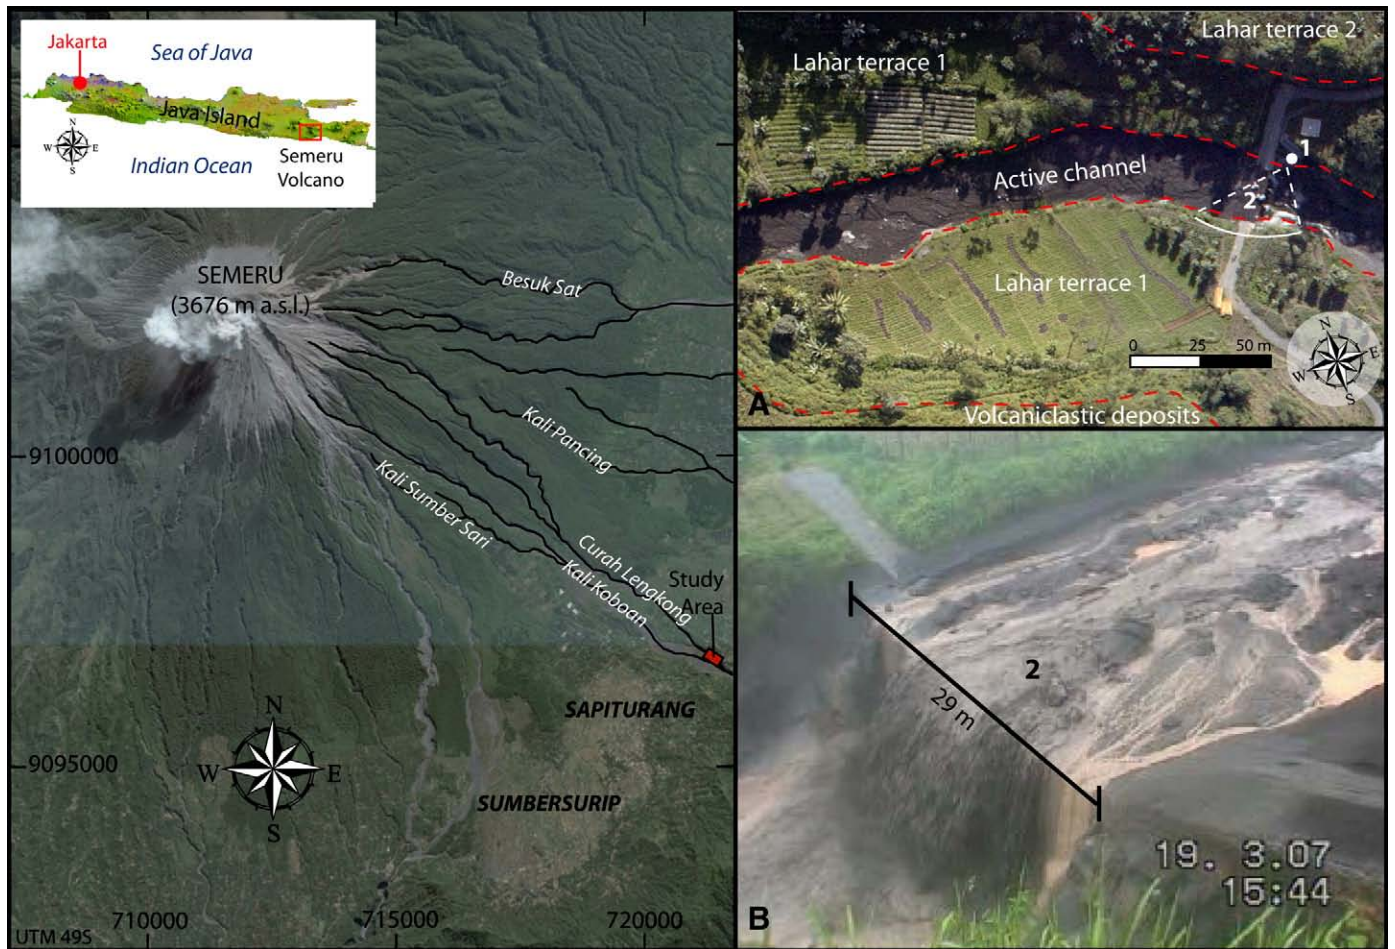 Jakarta
Sea of Java
Java Island
N
W
E
S
Indian Ocean
Semeru
Volcano
SEMERU
(3676 m a.s.l.)
Besuk Sat
Kali Pancing
Kali Sumber Sari
Curah Lengkong
Kali Koboan
Study
Area
9100000
SAPITURANG
9095000
SUMBERSURIP
N
W
E
S
710000
715000
720000
UTM 49S
Lahar terrace 2
Lahar terrace 1
1
Active channel
2
Lahar terrace 1
0 25 50 m
N
E
W
S
A
Volcaniclastic deposits
2
29 m
19. 3.07
15:44
B